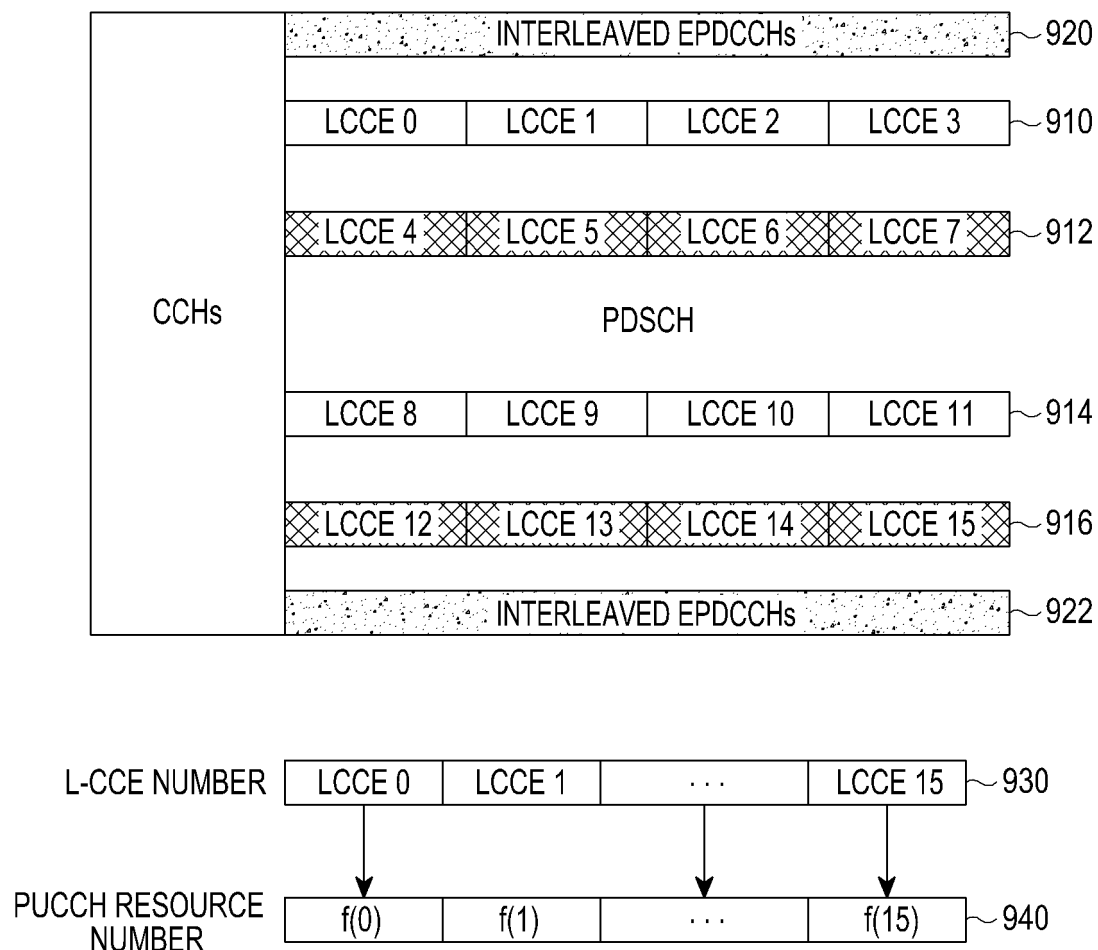 INTERLEAVED EPDCCHs 920
LCCE 0 LCCE 1 LCCE 2 LCCE 3 910
LCCE 4 LCCE 5 LCCE 6 LCCE 7 912
CCHs PDSCH
LCCE 8 LCCE 9 LCCE 10 LCCE 11 914
LCCE 12 LCCE 13 LCCE 14 LCCE 15 916
INTERLEAVED EPDCCHs 922
L-CCE NUMBER LCCE 0 LCCE 1 ... LCCE 15 930
PUCCH RESOURCE
NUMBER f(0) f(1) ... f(15) 940